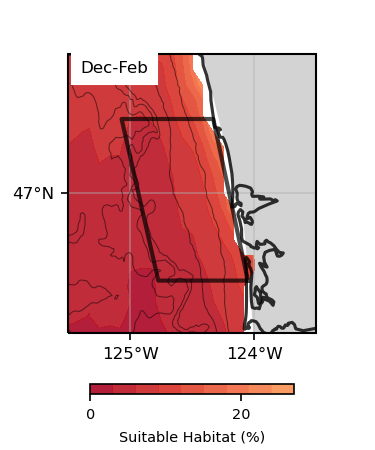 Dec-Feb
47°N
125°W 124°W
0 20
Suitable Habitat (%)